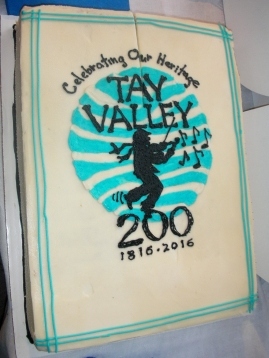 Celebrating Our Heritage
TAY
VALLEY
200
1816·2016